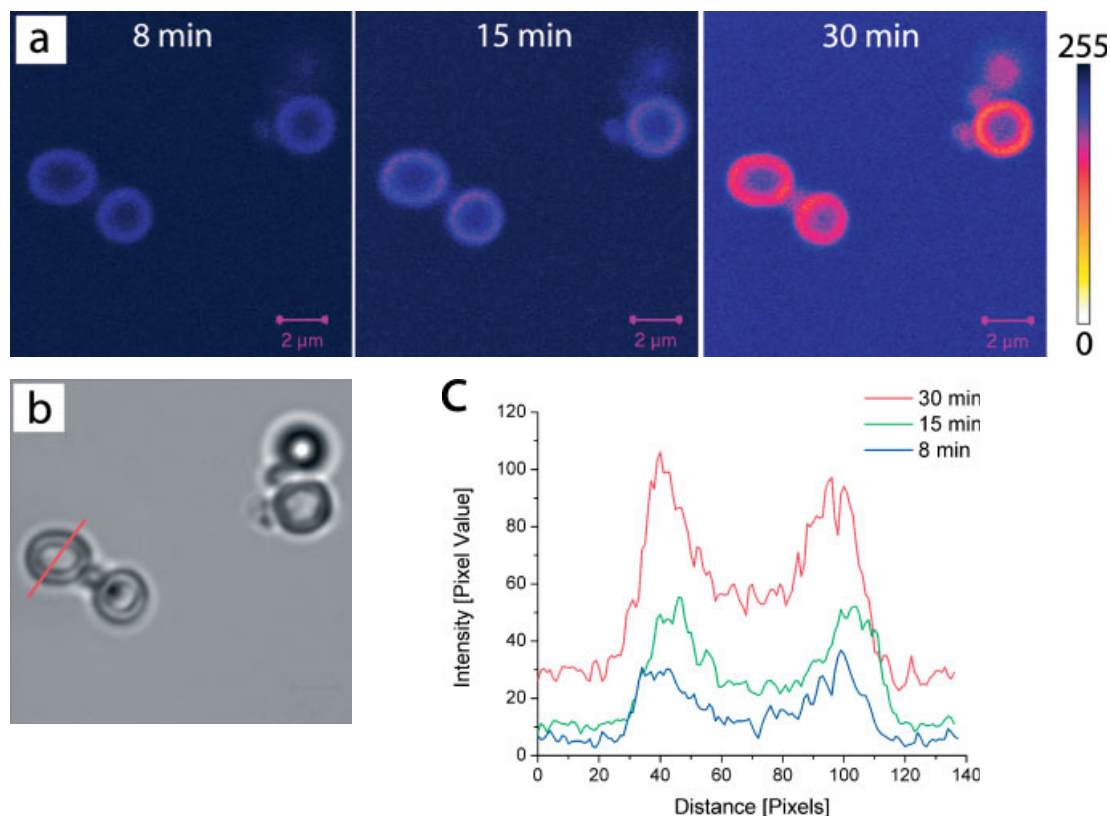 a
8 min
15 min
30 min
255
0
2 µm
2 µm
2 µm
b
C
30 min
15 min
8 min
120
100
80
60
40
20
0
Intensity [Pixel Value]
0 20 40 60 80 100 120 140
Distance [Pixels]